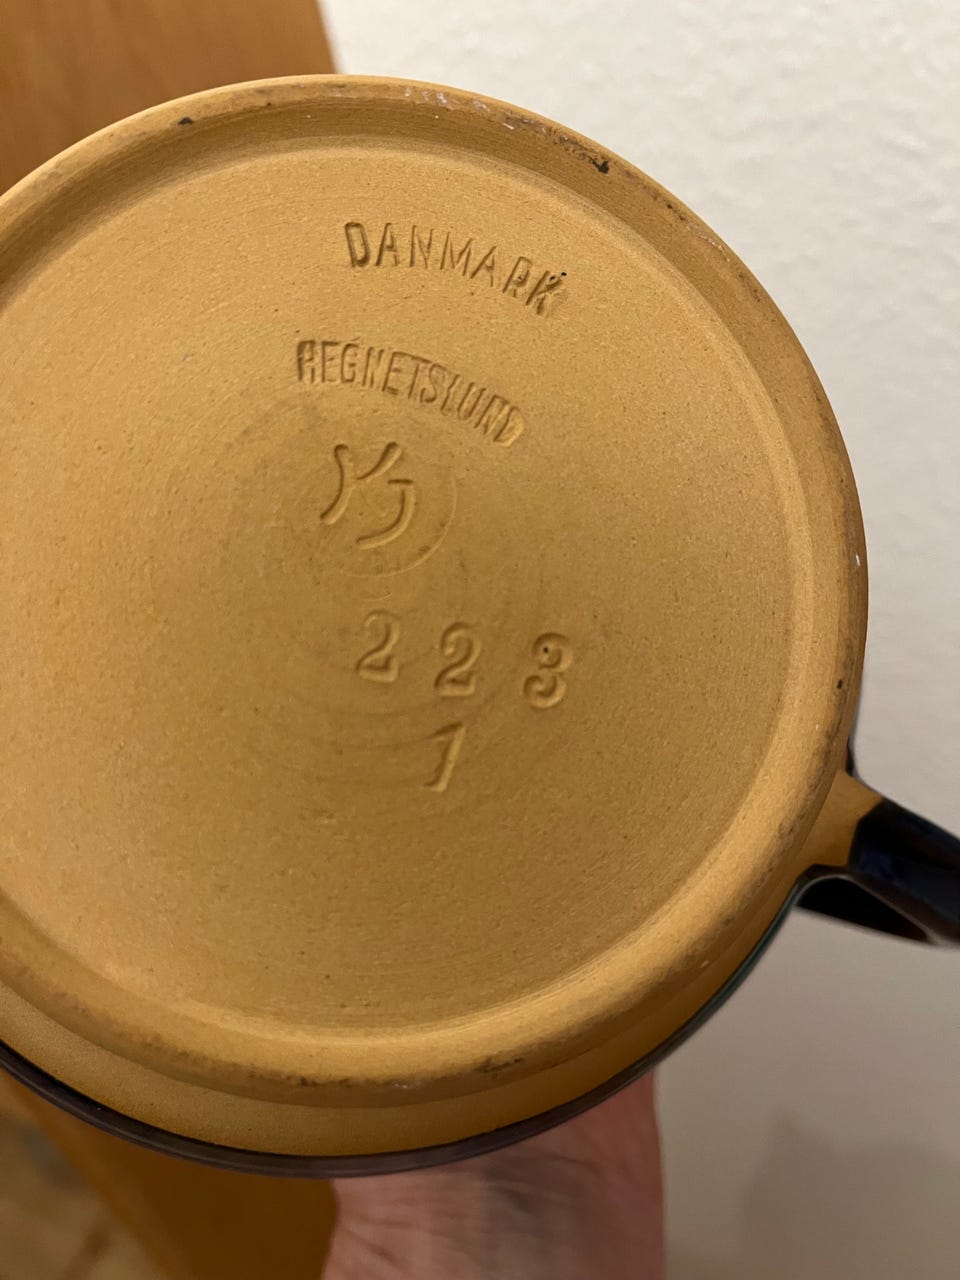 DANMARK
REGNETSLUND
223
1